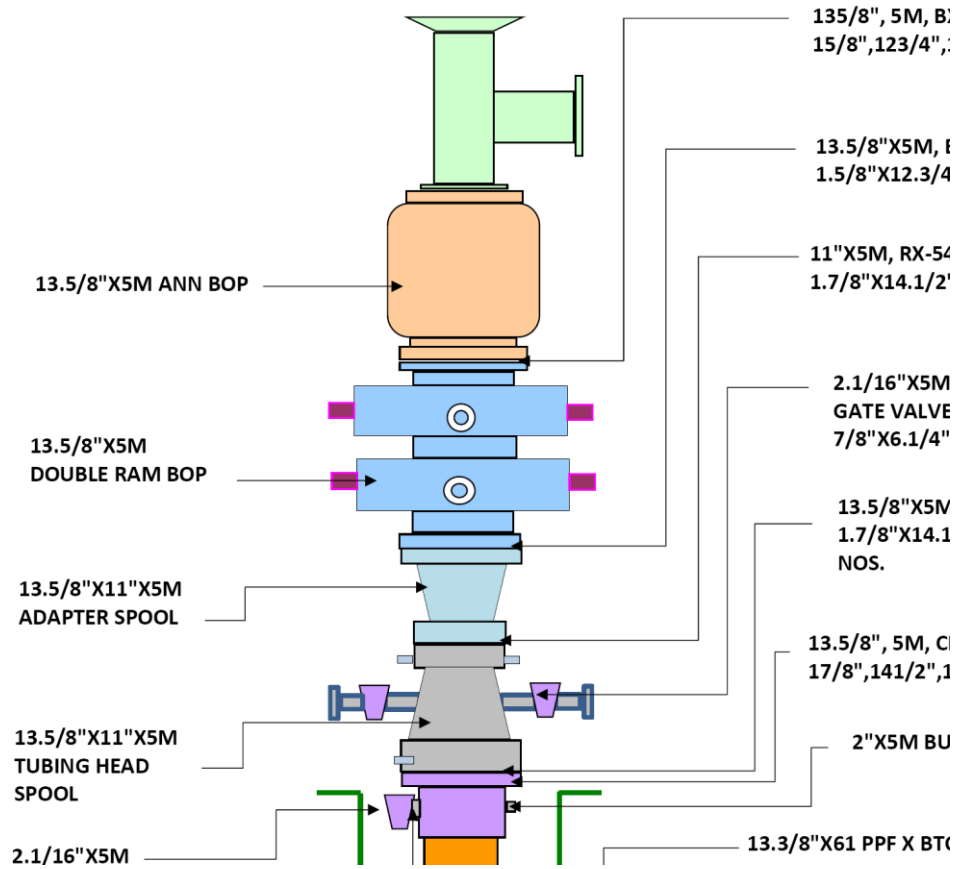 135/8", 5M,
15/8",123/4",
13.5/8"X5M,
1.5/8"X12.3/4
11"X5M, RX-54
1.7/8"X14.1/2"
13.5/8"X5M ANN BOP
2.1/16"X5M
GATE VALVE
7/8"X6.1/4"
13.5/8"X5M
DOUBLE RAM BOP
13.5/8"X5M
1.7/8"X14.1
NOS.
13.5/8"X11"X5M
ADAPTER SPOOL
13.5/8", 5M,
17/8",141/2",1
13.5/8"X11"X5M
TUBING HEAD
SPOOL
2"X5M BU
2.1/16"X5M
13.3/8"X61 PPF X